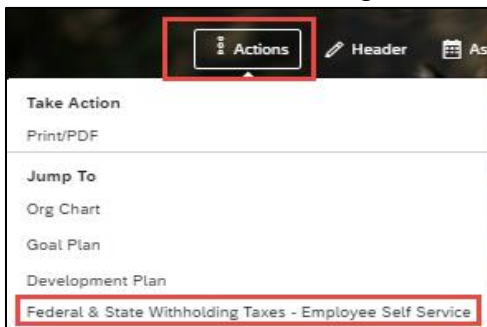 Actions Header As
Take Action
Print/PDF
Jump To
Org Chart
Goal Plan
Development Plan
Federal & State Withholding Taxes - Employee Self Service